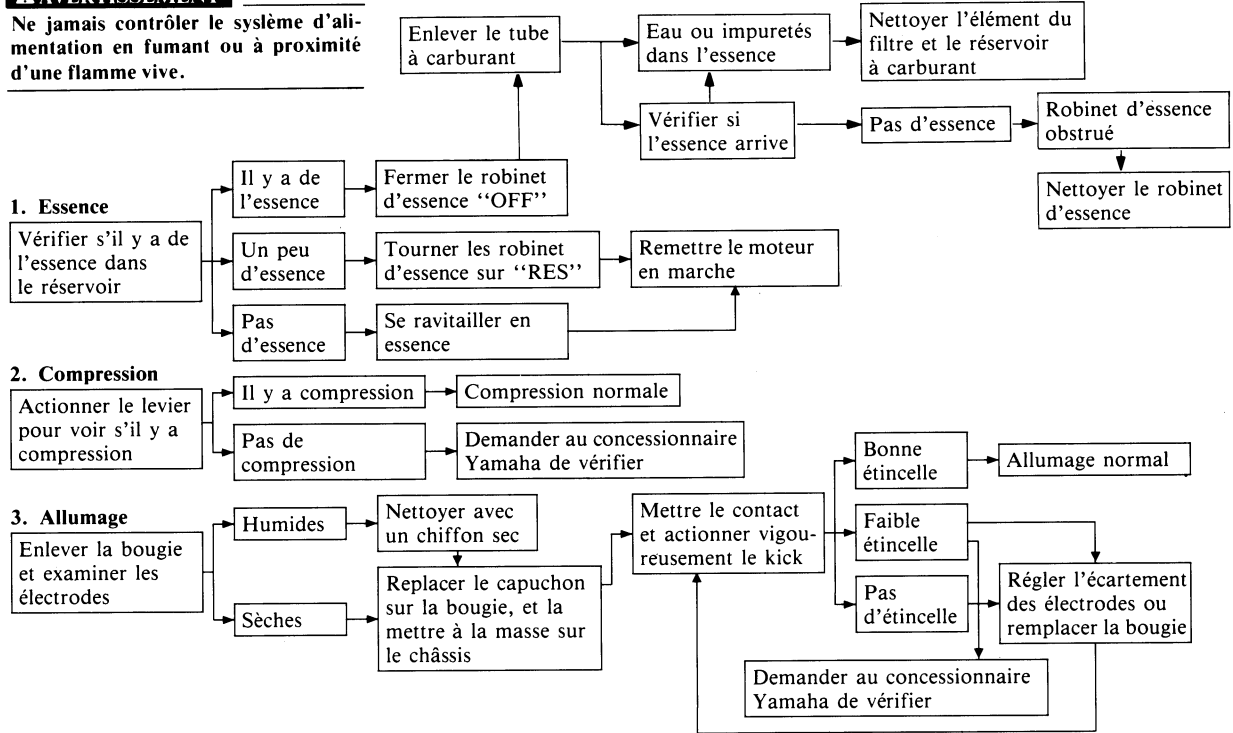 AVERTISSEMENT
Ne jamais contrôler le syslème d'ali-
mentation en fumant ou à proximité
d'une flamme vive.
Enlever le tube
à carburant
Eau ou impuretés
dans l'essence
Nettoyer l'élément du
filtre et le réservoir
à carburant
Vérifier si
l'essence arrive
Pas d'essence
Robinet d'essence
obstrué
Nettoyer le robinet
d'essence
1. Essence
Vérifier s'il y a de
l'essence dans
le réservoir
Il y a de
l'essence
Fermer le robinet
d'essence "OFF"
Un peu
d'essence
Tourner les robinet
d'essence sur "RES"
Remettre le moteur
en marche
Pas
d'essence
Se ravitailler en
essence
2. Compression
Actionner le levier
pour voir s'il y a
compression
Il y a compression
Compression normale
Pas de
compression
Demander au concessionnaire
Yamaha de vérifier
3. Allumage
Enlever la bougie
et examiner les
électrodes
Humides
Nettoyer avec
un chiffon sec
Sèches
Replacer le capuchon
sur la bougie, et la
mettre à la masse sur
le châssis
Mettre le contact
et actionner vigou-
reusement le kick
Bonne
étincelle
Allumage normal
Faible
étincelle
Pas
d'étincelle
Régler l'écartement
des électrodes ou
remplacer la bougie
Demander au concessionnaire
Yamaha de vérifier